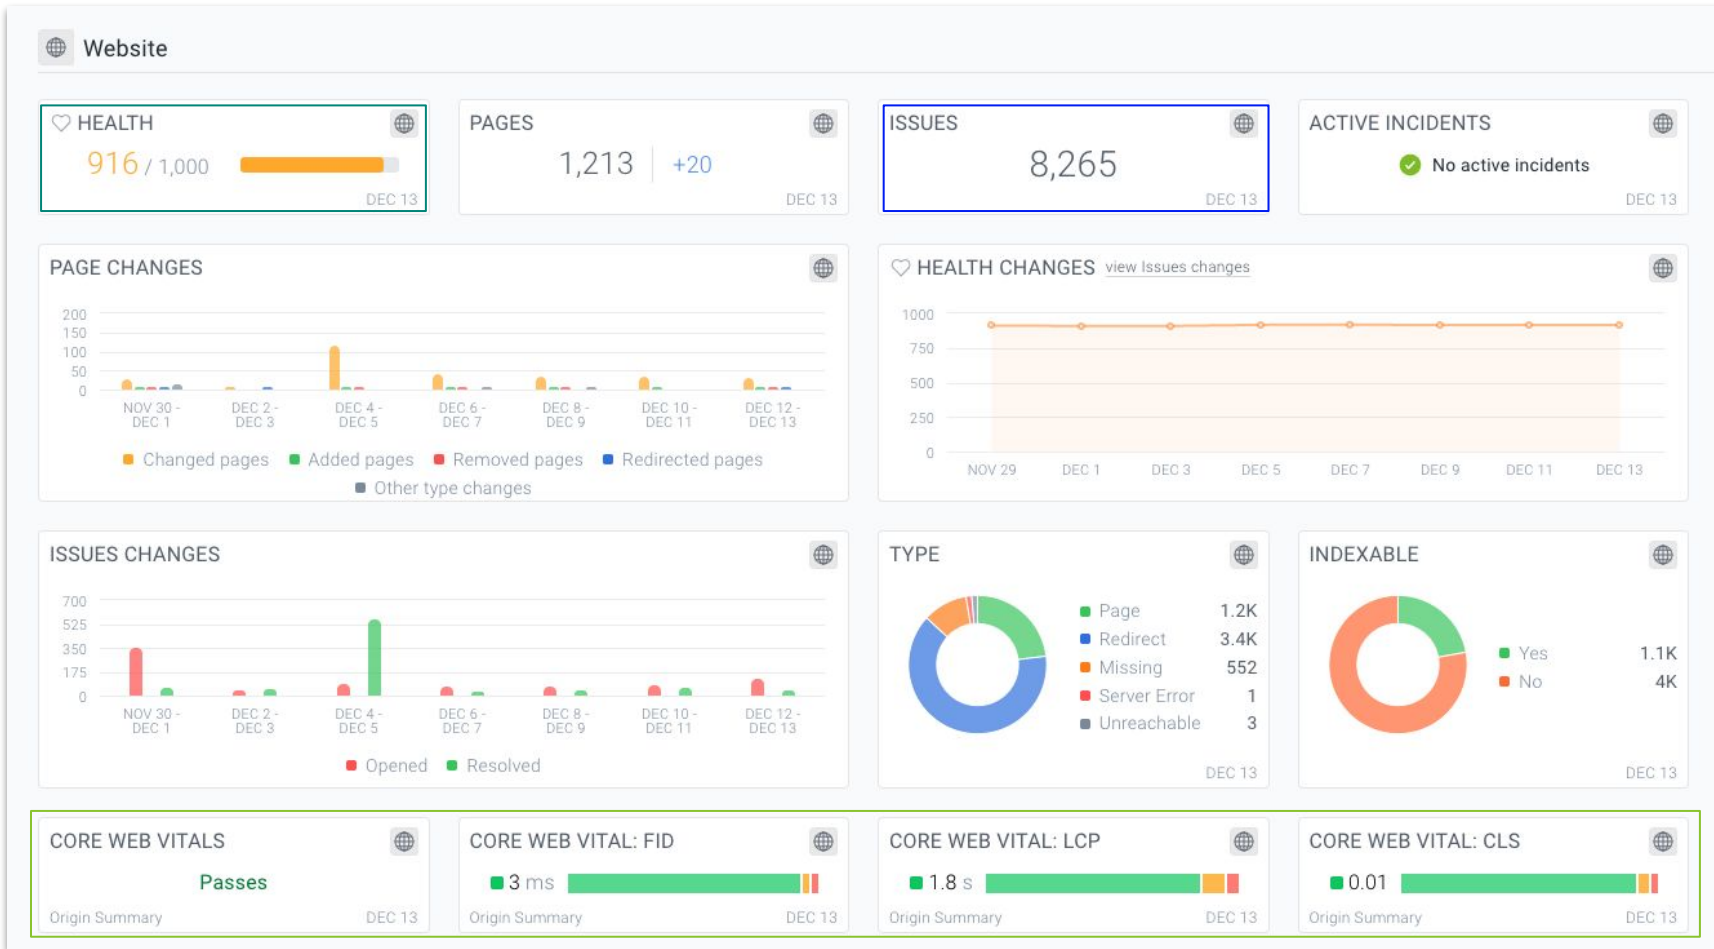 Website
HEALTH
916 / 1,000
DEC 13
PAGES
1,213 +20
DEC 13
ISSUES
8,265
DEC 13
ACTIVE INCIDENTS
No active incidents
DEC 13
PAGE CHANGES
200
150
100
50
0
NOV 30 - DEC 2 - DEC 4 - DEC 6 - DEC 8 - DEC 10 - DEC 12 -
DEC 1 DEC 3 DEC 5 DEC 7 DEC 9 DEC 11 DEC 13
Changed pages Added pages Removed pages Redirected pages
Other type changes
HEALTH CHANGES view Issues changes
1000
750
500
250
0
NOV 29 DEC 1 DEC 3 DEC 5 DEC 7 DEC 9 DEC 11 DEC 13
ISSUES CHANGES
700
525
350
175
0
NOV 30 - DEC 2 - DEC 4 - DEC 6 - DEC 8 - DEC 10 - DEC 12 -
DEC 1 DEC 3 DEC 5 DEC 7 DEC 9 DEC 11 DEC 13
Opened Resolved
TYPE
Page 1.2K
Redirect 3.4K
Missing 552
Server Error 1
Unreachable 3
DEC 13
INDEXABLE
Yes 1.1K
No 4K
DEC 13
CORE WEB VITALS
Passes
Origin Summary DEC 13
CORE WEB VITAL: FID
3 ms
Origin Summary DEC 13
CORE WEB VITAL: LCP
1.8 s
Origin Summary DEC 13
CORE WEB VITAL: CLS
0.01
Origin Summary DEC 13